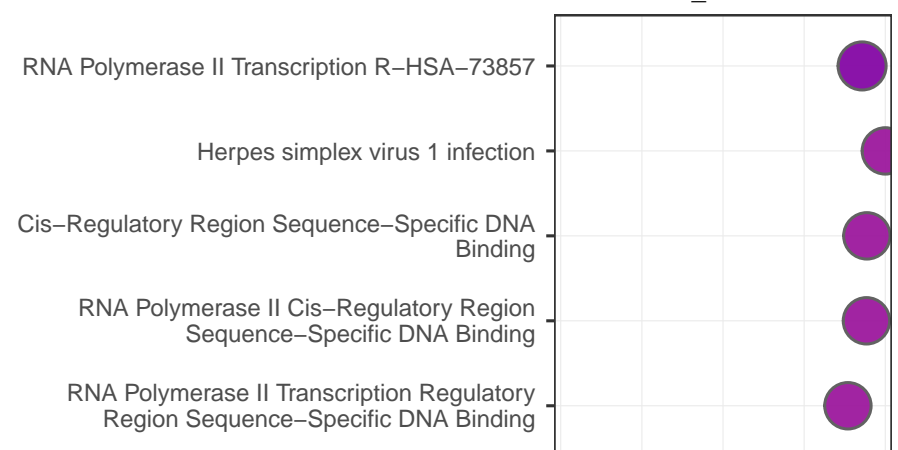 RNA Polymerase II Transcription R−HSA−73857
Herpes simplex virus 1 infection
Cis−Regulatory Region Sequence−Specific DNA
Binding
RNA Polymerase II Cis−Regulatory Region
Sequence−Specific DNA Binding
RNA Polymerase II Transcription Regulatory
Region Sequence−Specific DNA Binding